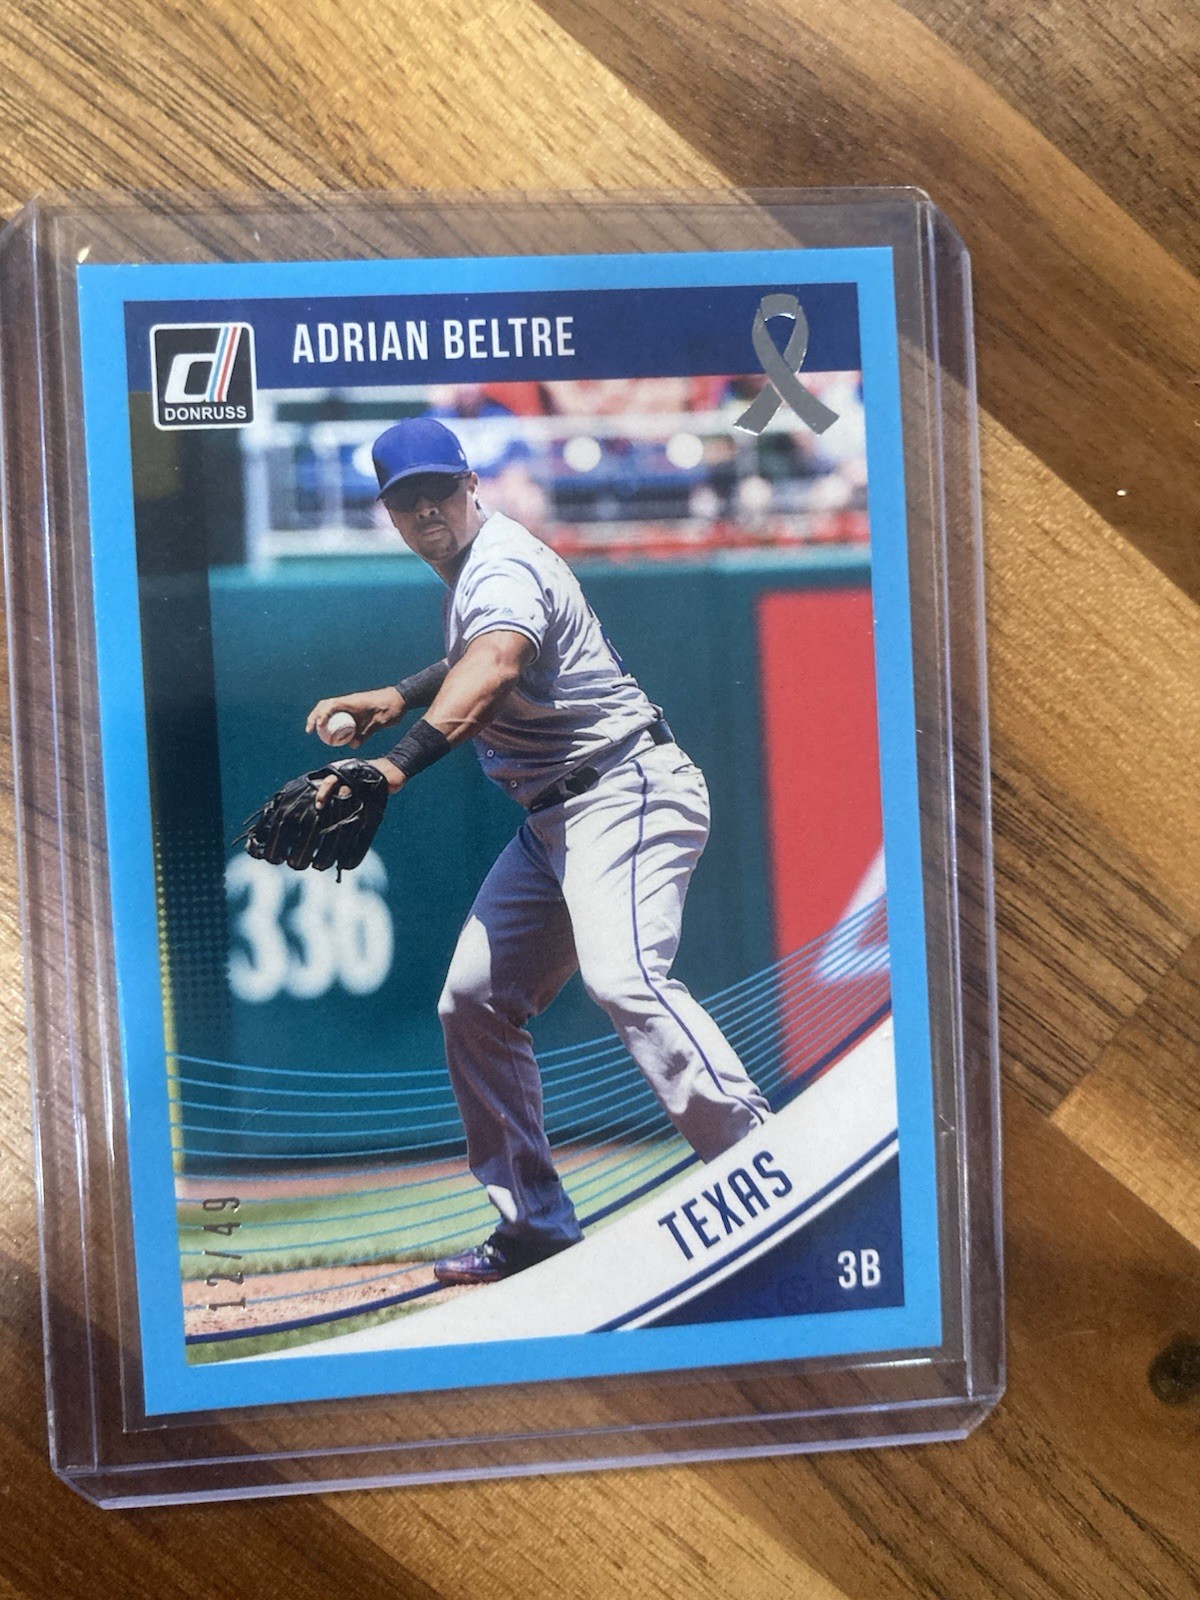 ADRIAN BELTRE
d
DONRUSS
336
12/49
TEXAS
3B